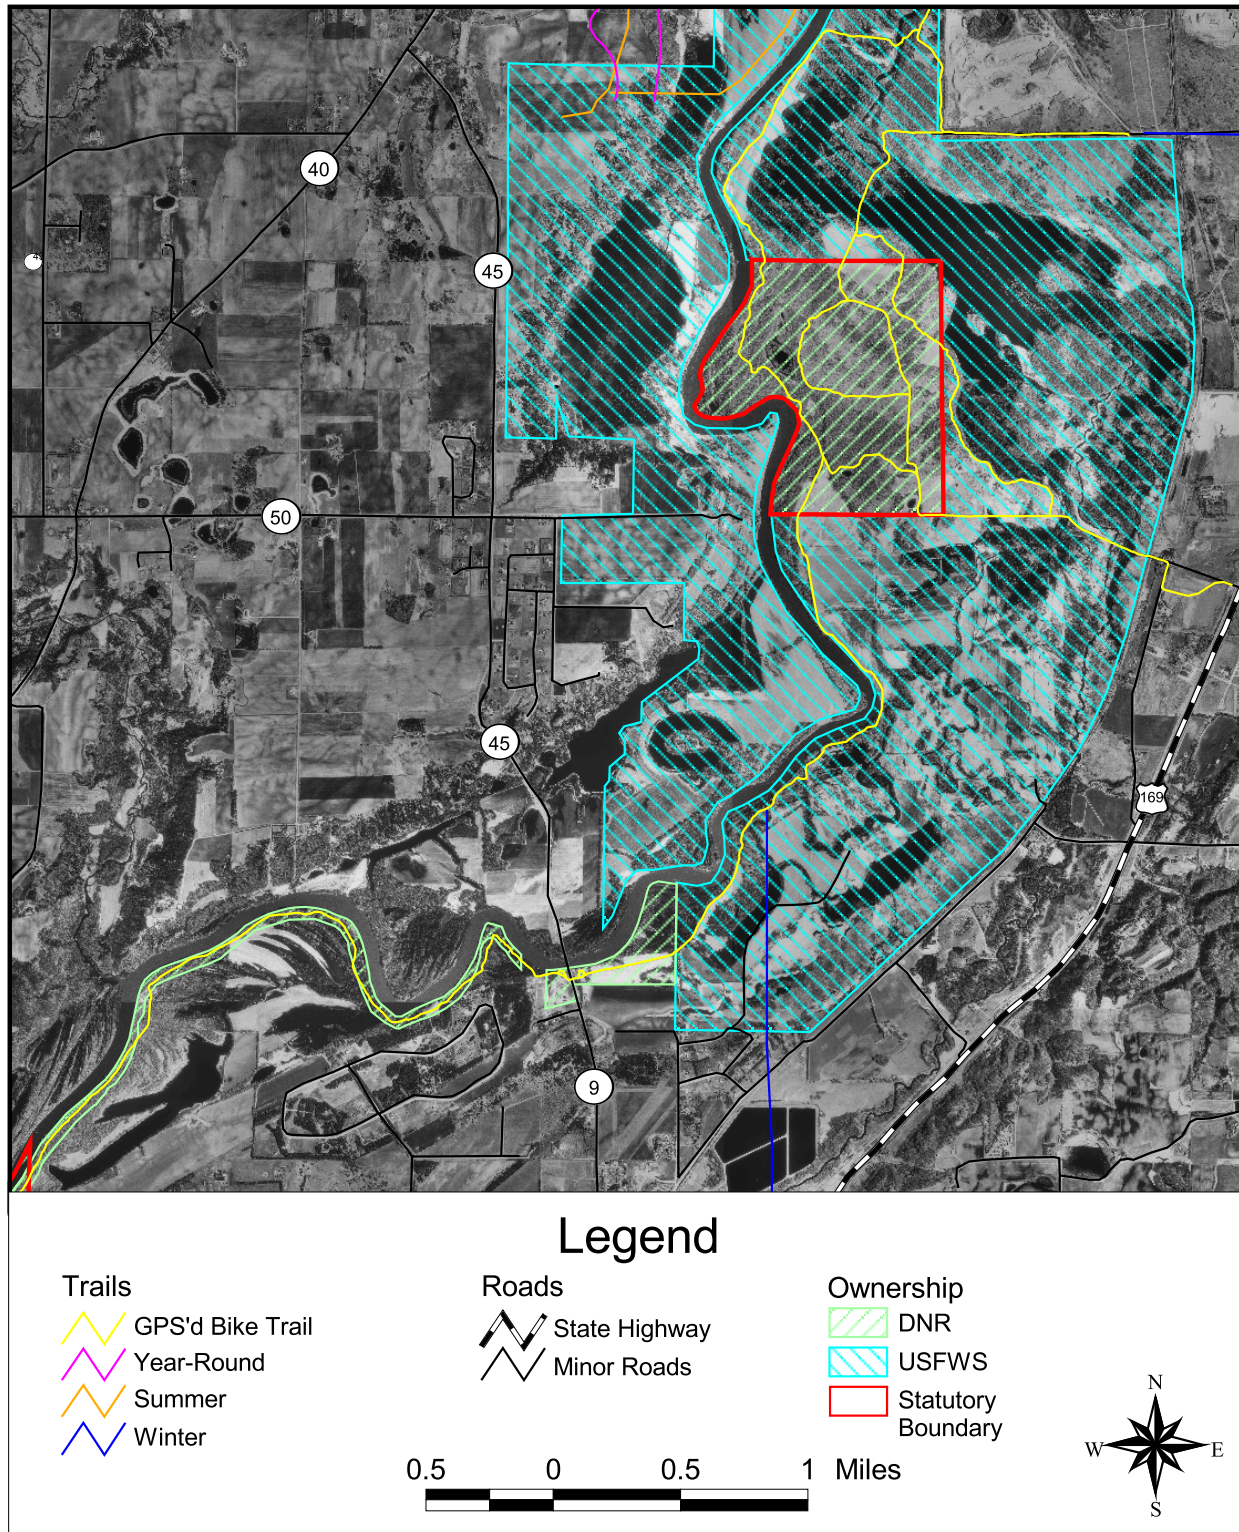 40
45
50
45
169
9
Legend
Trails
GPS'd Bike Trail
Year-Round
Summer
Winter
Roads
State Highway
Minor Roads
Ownership
DNR
USFWS
Statutory
Boundary
0.5 0 0.5 1 Miles
N
W E
S